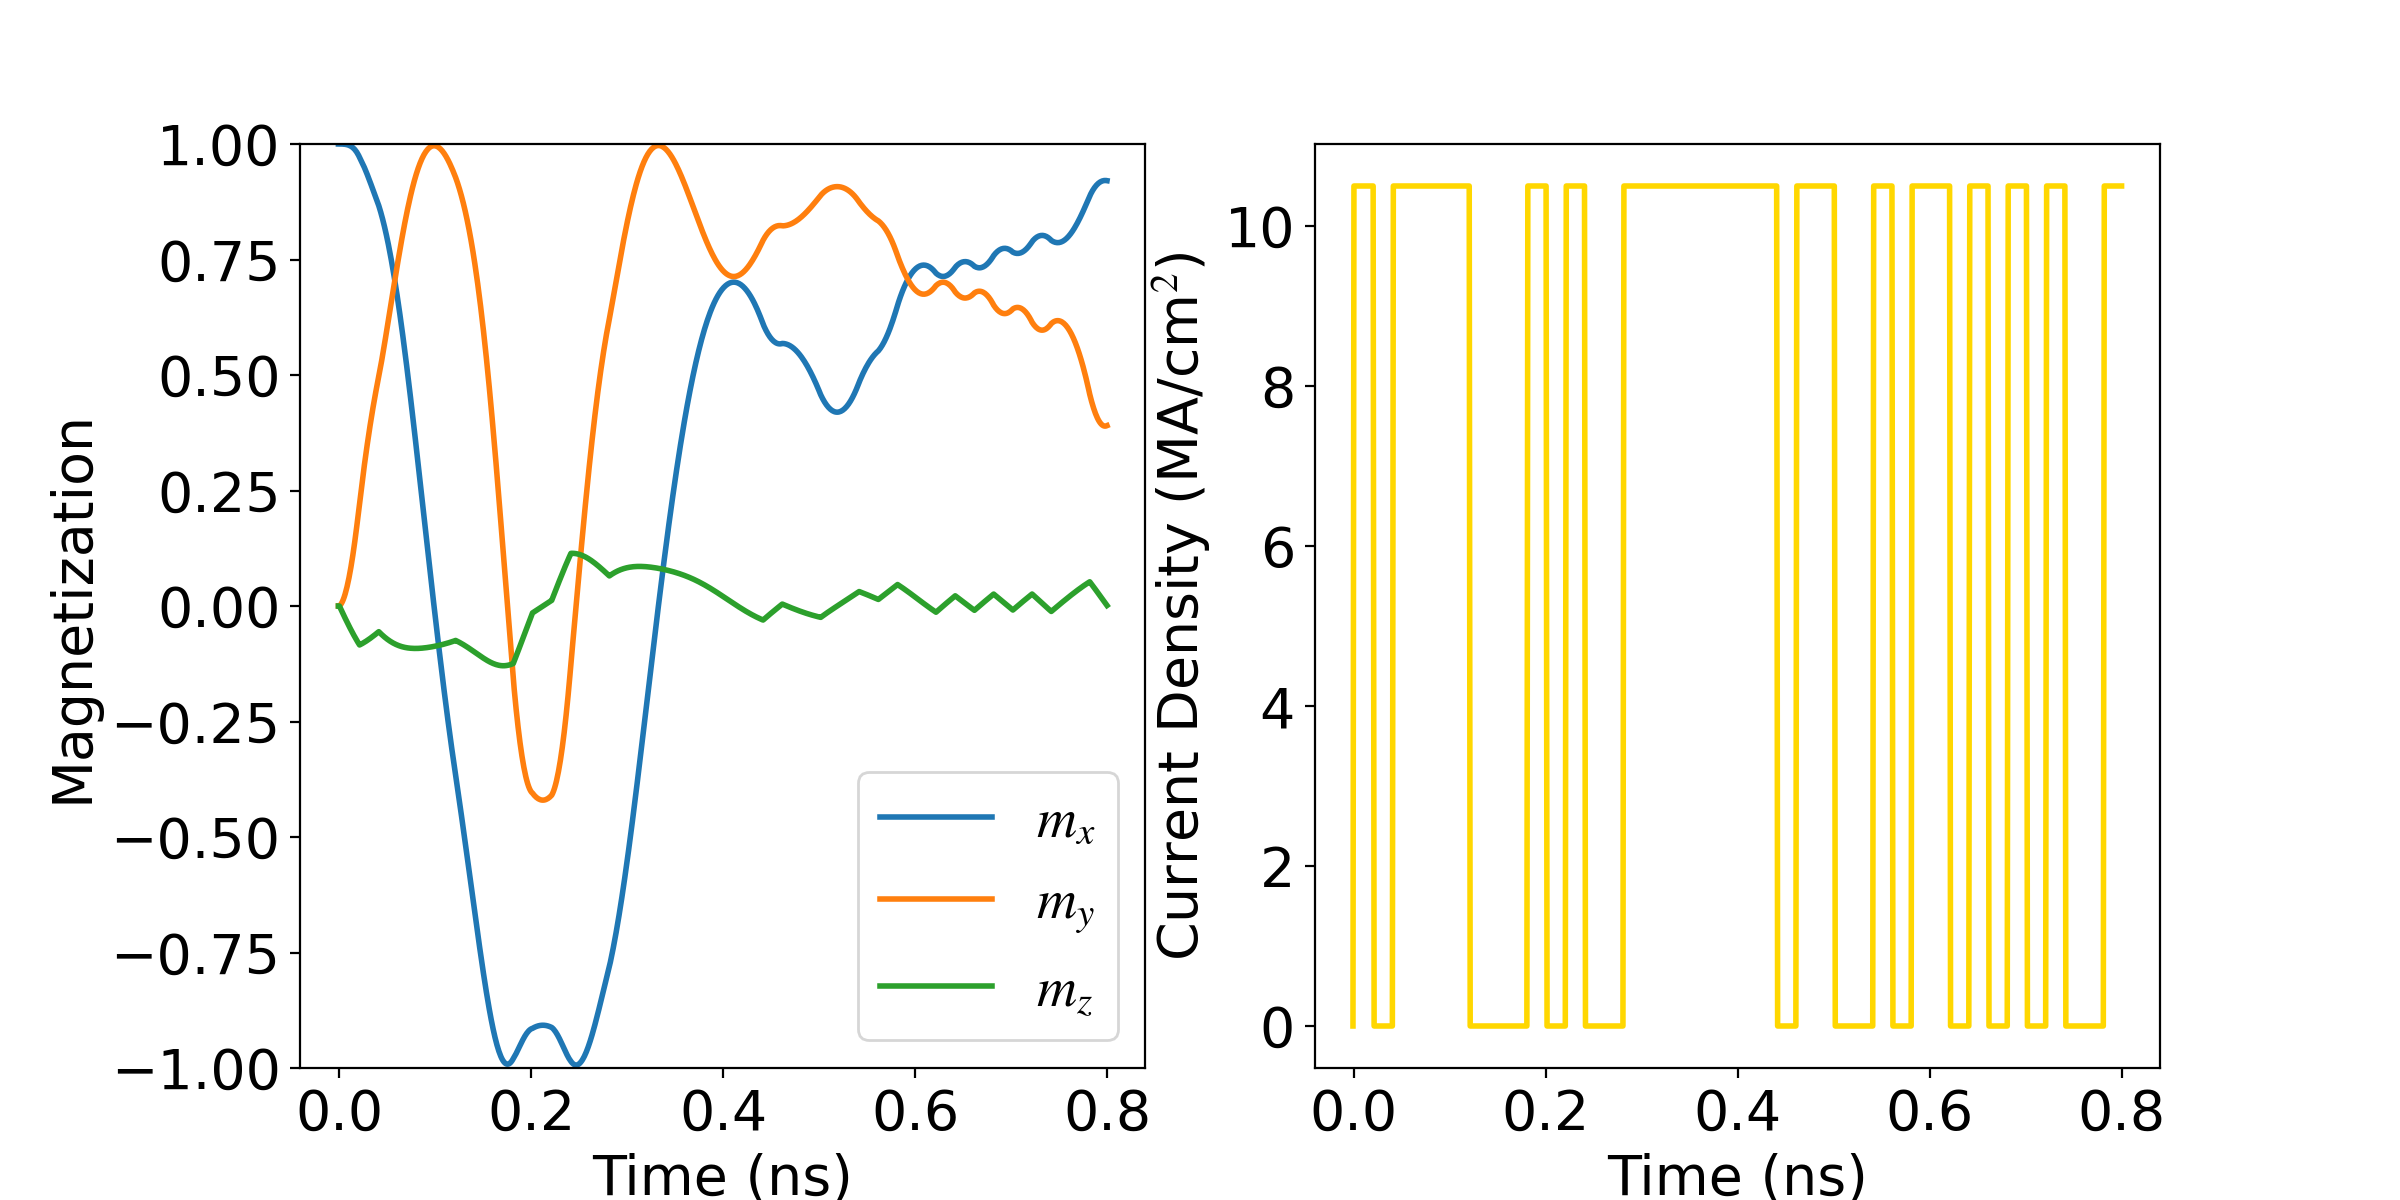 1.00
0.75
0.50
0.25
0.00
−0.25
−0.50
−0.75
−1.00
Magnetization
0.0 0.2 0.4 0.6 0.8
Time (ns)
m_x
m_y
m_z
10
8
6
4
2
0
Current Density (MA/cm²)
0.0 0.2 0.4 0.6 0.8
Time (ns)